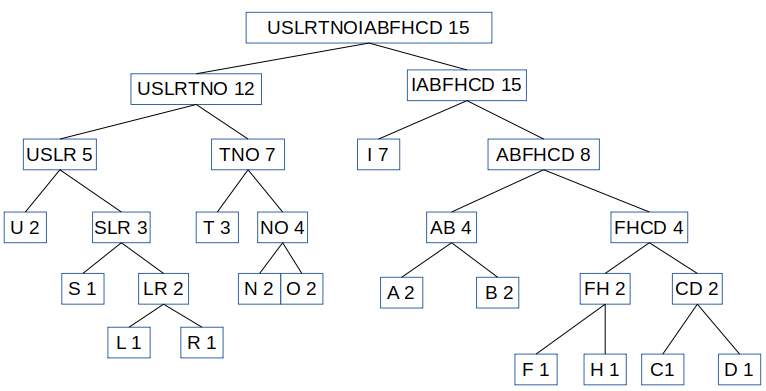 USLRTNOIABFHCD 15
USLRTNO 12
IABFHCD 15
USLR 5
TNO 7
I 7
ABFHCD 8
U 2
SLR 3
T 3
NO 4
AB 4
FHCD 4
S 1
LR 2
N 2
O 2
A 2
B 2
FH 2
CD 2
L 1
R 1
F 1
H 1
C1
D 1